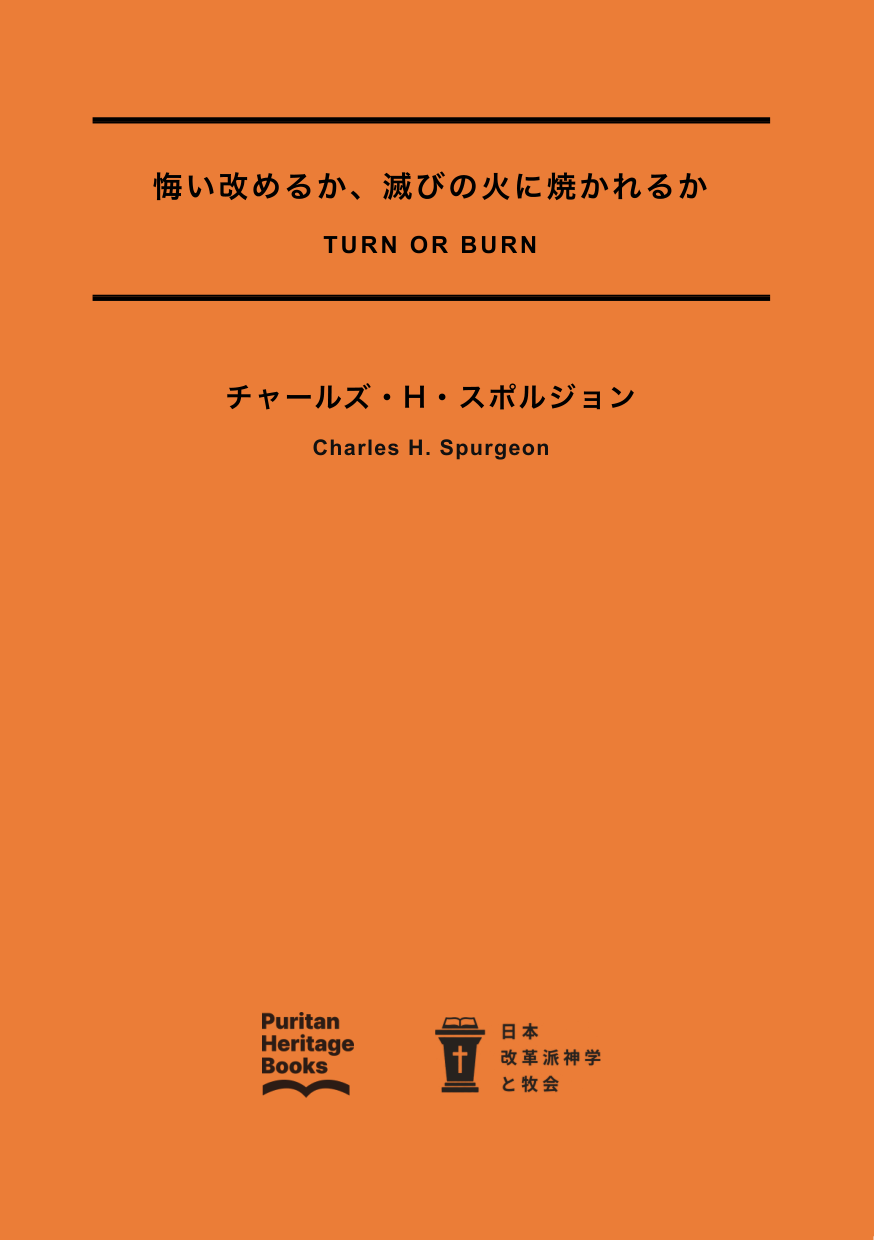 悔い改めるか、滅びの火に焼かれるか
TURN OR BURN
チャールズ・H・スポルジョン
Charles H. Spurgeon
Puritan
Heritage
Books
日本
改革派神学
と牧会